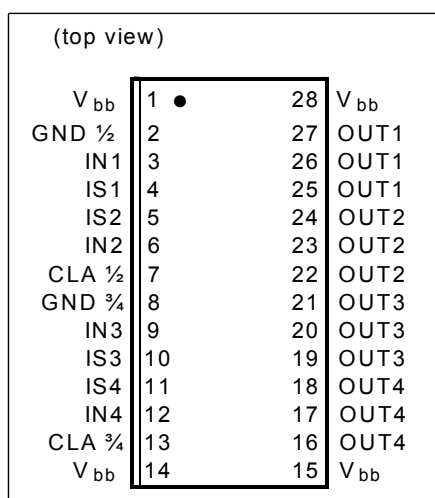 (top view)
V bb 1 ● 28 V bb
GND ½ 2 27 OUT1
IN1 3 26 OUT1
IS1 4 25 OUT1
IS2 5 24 OUT2
IN2 6 23 OUT2
CLA ½ 7 22 OUT2
GND ¾ 8 21 OUT3
IN3 9 20 OUT3
IS3 10 19 OUT3
IS4 11 18 OUT4
IN4 12 17 OUT4
CLA ¾ 13 16 OUT4
V bb 14 15 V bb